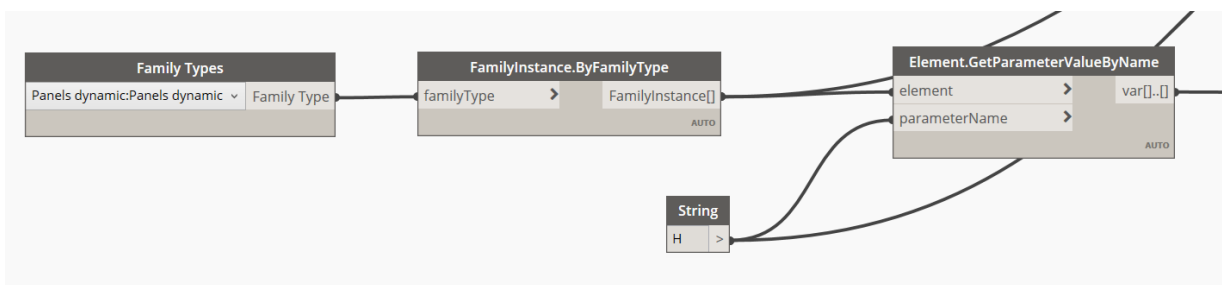 Family Types
Panels dynamic:Panels dynamic Family Type
FamilyInstance.ByFamilyType
familyType > FamilyInstance[]
AUTO
Element.GetParameterValueByName
element > var[]..[]
parameterName >
AUTO
String
H >